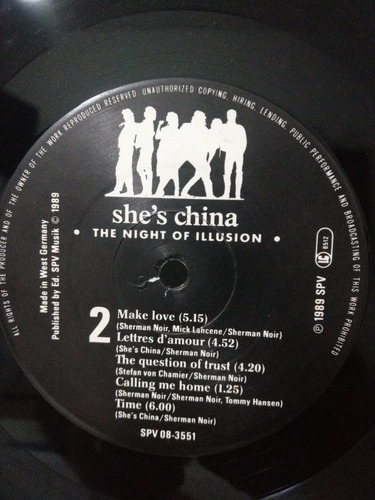 ALL RIGHTS OF THE PRODUCER AND OF THE OWNER OF THE WORK REPRODUCED RESERVED. UNAUTHORIZED COPYING, HIRING, LENDING, PUBLIC PERFORMANCE AND BROADCASTING OF THIS WORK PROHIBITED
she's china
• THE NIGHT OF ILLUSION •
Made in West Germany
Published by Ed. SPV Musik © 1989
LC 8512
℗ 1989 SPV
2
Make love (5.15)
(Sherman Noir, Mick Lahcene/Sherman Noir)
Lettres d'amour (4.52)
(She's China/Sherman Noir)
The question of trust (4.20)
(Stefan von Chamier/Sherman Noir)
Calling me home (1.25)
(Sherman Noir/Sherman Noir, Tommy Hansen)
Time (6.00)
(She's China/Sherman Noir)
SPV 08-3551